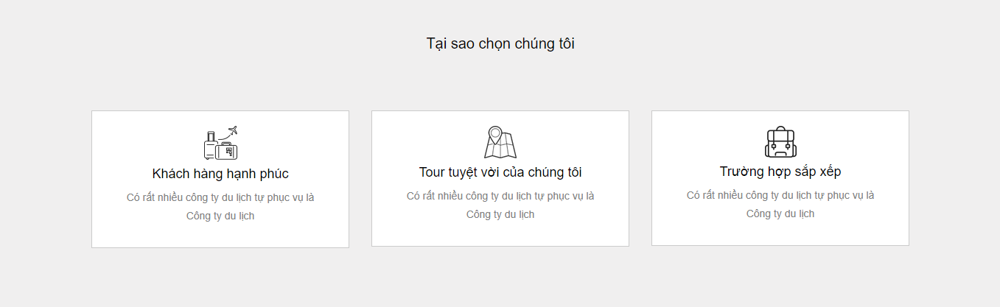 Tại sao chọn chúng tôi
Khách hàng hạnh phúc
Có rất nhiều công ty du lịch tự phục vụ là
Công ty du lịch
Tour tuyệt vời của chúng tôi
Có rất nhiều công ty du lịch tự phục vụ là
Công ty du lịch
Trường hợp sắp xếp
Có rất nhiều công ty du lịch tự phục vụ là
Công ty du lịch